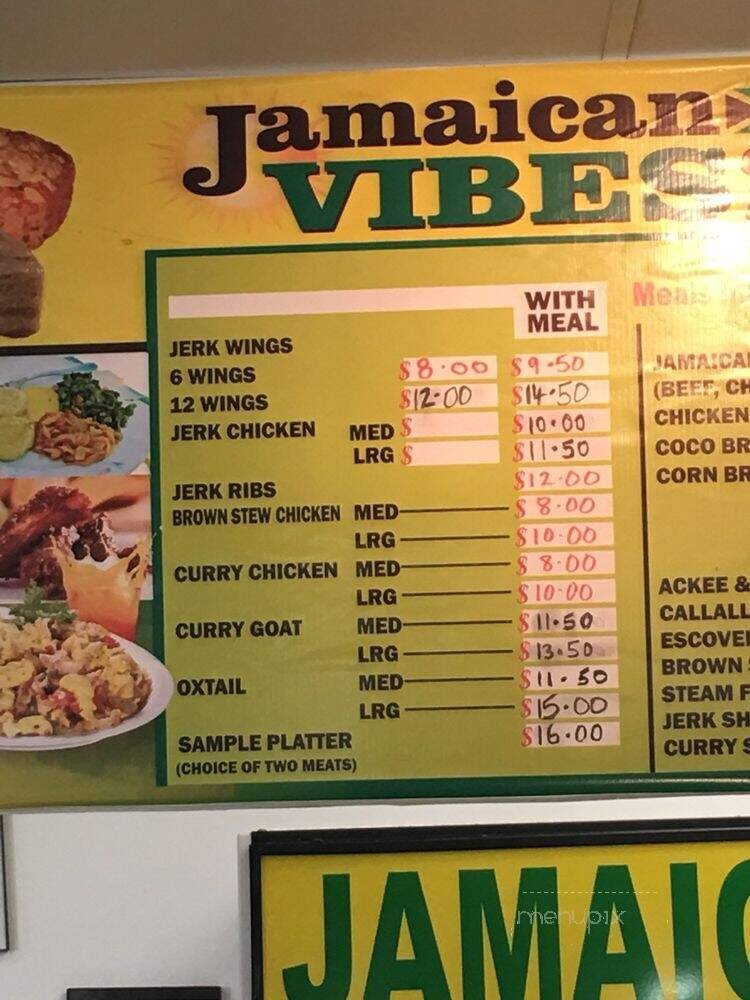 Jamaican
VIBES
WITH
MEAL
JERK WINGS
6 WINGS $8.00 $9.50
12 WINGS $12.00 $14.50
JERK CHICKEN MED $ $10.00
LRG $ $11.50
JERK RIBS $12.00
BROWN STEW CHICKEN MED $8.00
LRG $10.00
CURRY CHICKEN MED $8.00
LRG $10.00
CURRY GOAT MED $11.50
LRG $13.50
OXTAIL MED $11.50
LRG $15.00
SAMPLE PLATTER $16.00
(CHOICE OF TWO MEATS)
JAMAICA
(BEEF, CH
CHICKEN
COCO BR
CORN BR
ACKEE &
CALLALL
ESCOVE
BROWN
STEAM F
JERK SH
CURRY S
JAMAIC
menupix